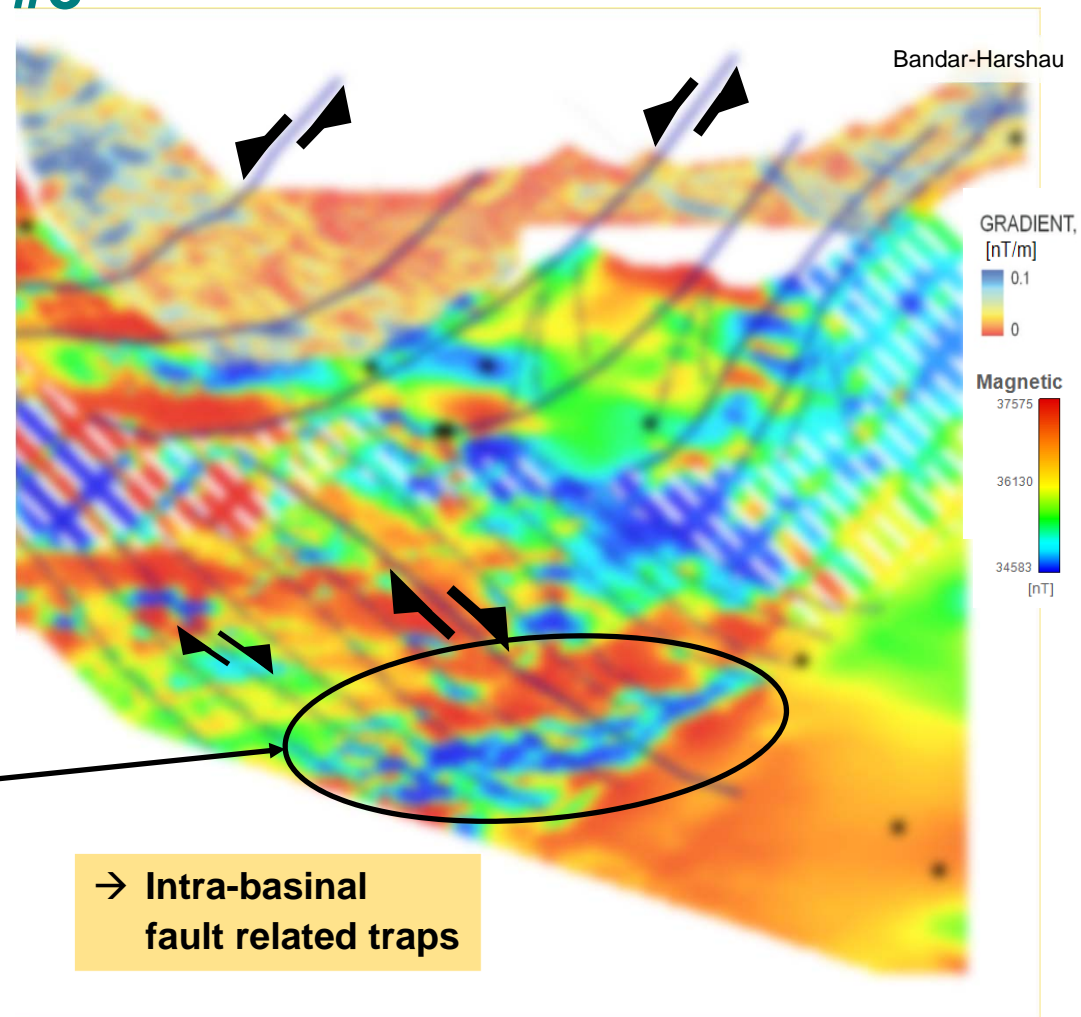 Bandar-Harshau
GRADIENT,
[nT/m]
0.1
0
Magnetic
37575
36130
34583
[nT]
→ Intra-basinal
fault related traps